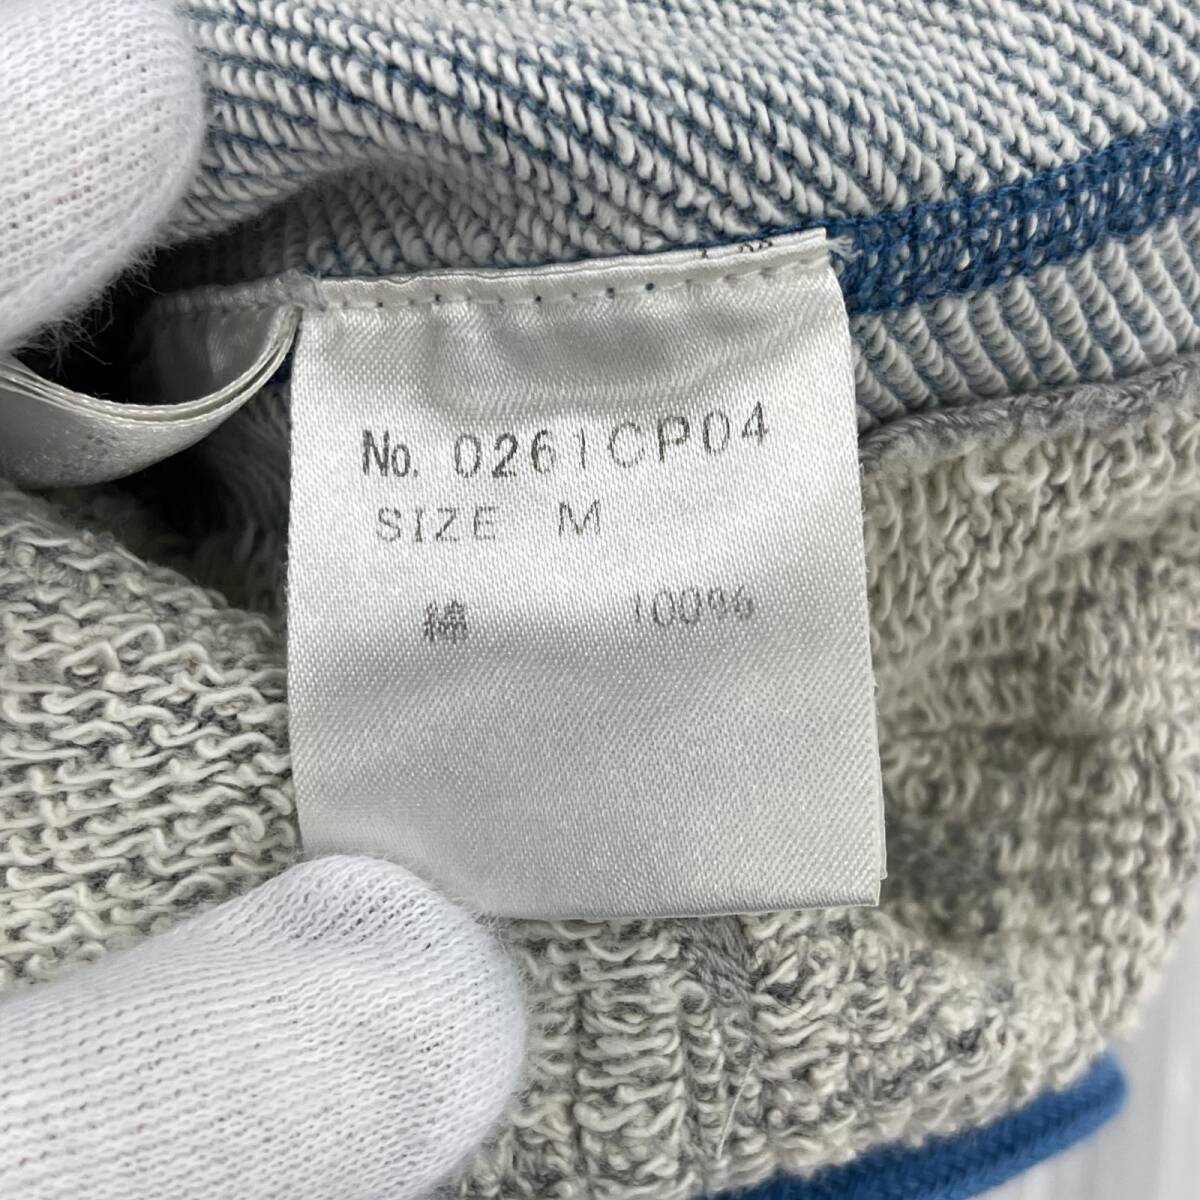 No. 0261CP04
SIZE M
綿 100%